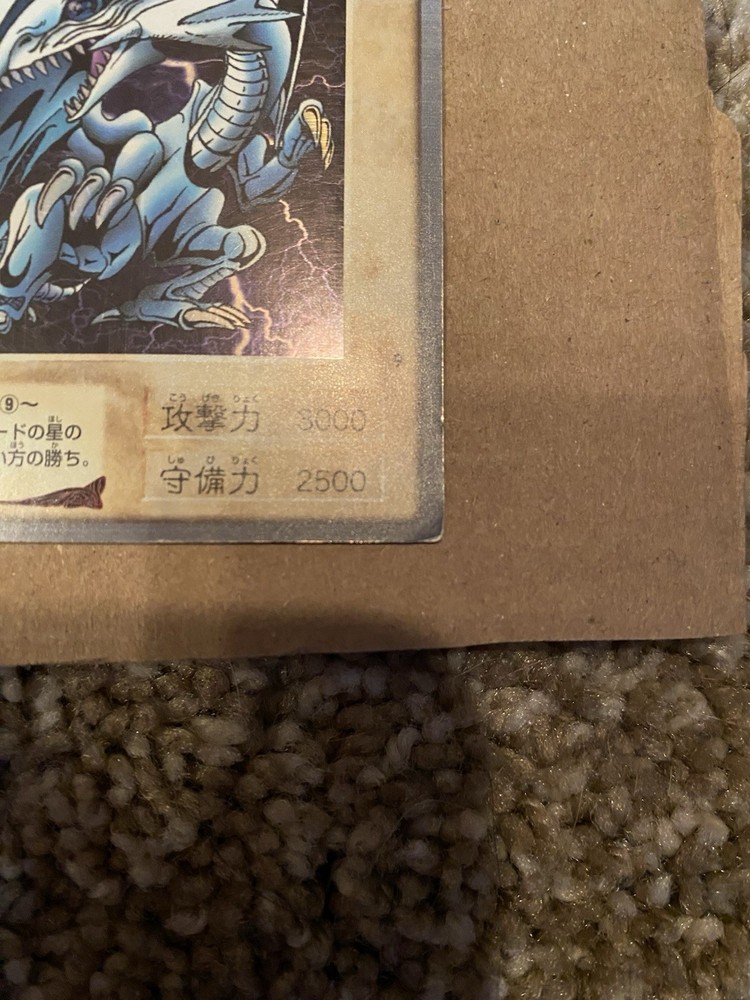 ⑨～
ードの星の
い方の勝ち。
攻撃力 3000
守備力 2500
9